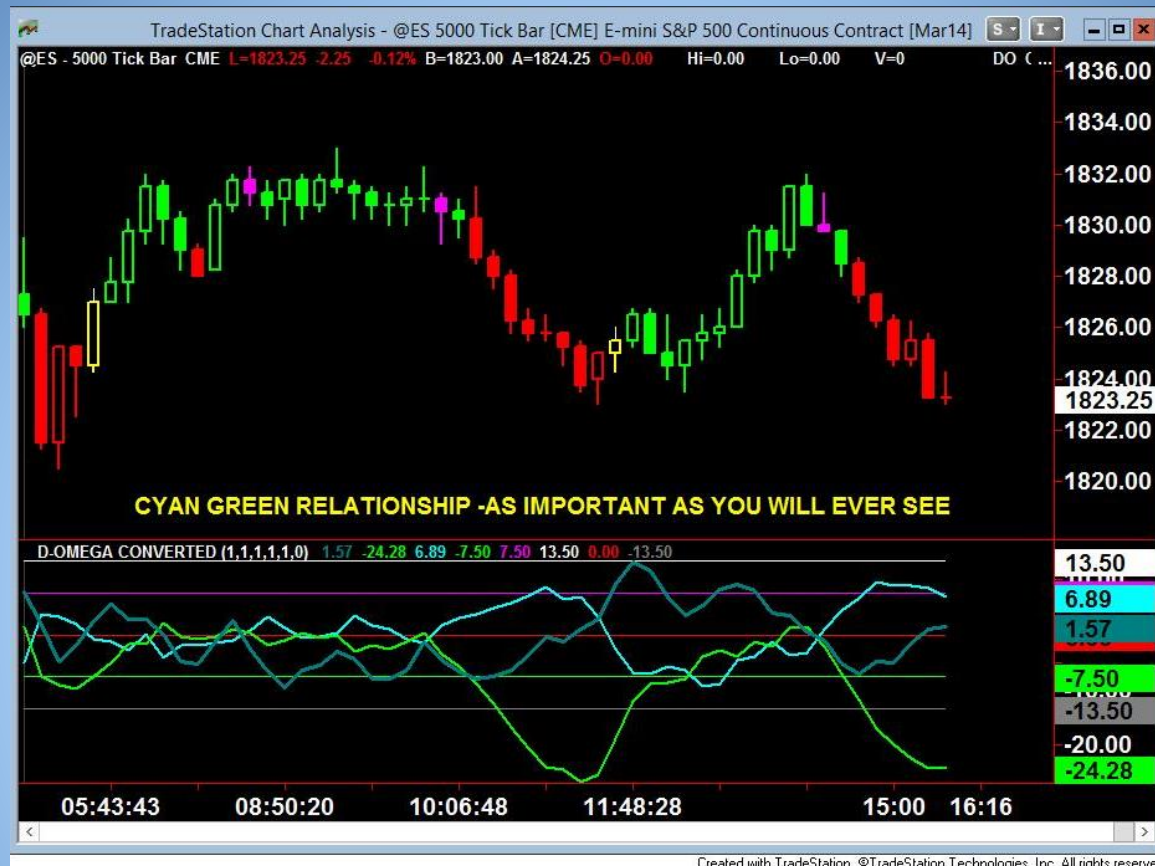 TradeStation Chart Analysis - @ES 5000 Tick Bar [CME] E-mini S&P 500 Continuous Contract [Mar14]
S I
@ES - 5000 Tick Bar CME L=1823.25 -2.25 -0.12% B=1823.00 A=1824.25 O=0.00 Hi=0.00 Lo=0.00 V=0 DO ( ...
1836.00
1834.00
1832.00
1830.00
1828.00
1826.00
1824.00
1823.25
1822.00
1820.00
CYAN GREEN RELATIONSHIP -AS IMPORTANT AS YOU WILL EVER SEE
D-OMEGA CONVERTED (1,1,1,1,1,0) 1.57 -24.28 6.89 -7.50 7.50 13.50 0.00 -13.50
13.50
6.89
1.57
-7.50
-13.50
-20.00
-24.28
05:43:43 08:50:20 10:06:48 11:48:28 15:00 16:16
Created with TradeStation. ©TradeStation Technologies, Inc. All rights reserve